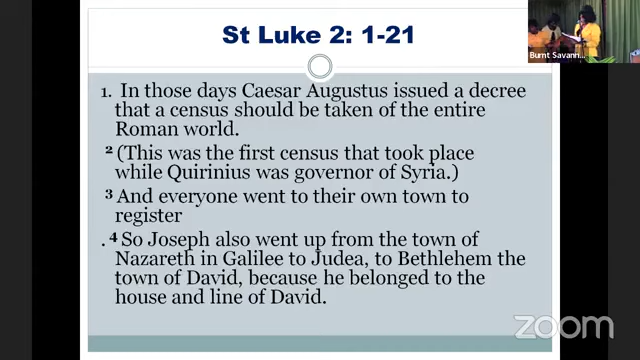 St Luke 2: 1-21
Burnt Savann...
1. In those days Caesar Augustus issued a decree
that a census should be taken of the entire
Roman world.
2 (This was the first census that took place
while Quirinius was governor of Syria.)
3 And everyone went to their own town to
register
. 4 So Joseph also went up from the town of
Nazareth in Galilee to Judea, to Bethlehem the
town of David, because he belonged to the
house and line of David.
zoom